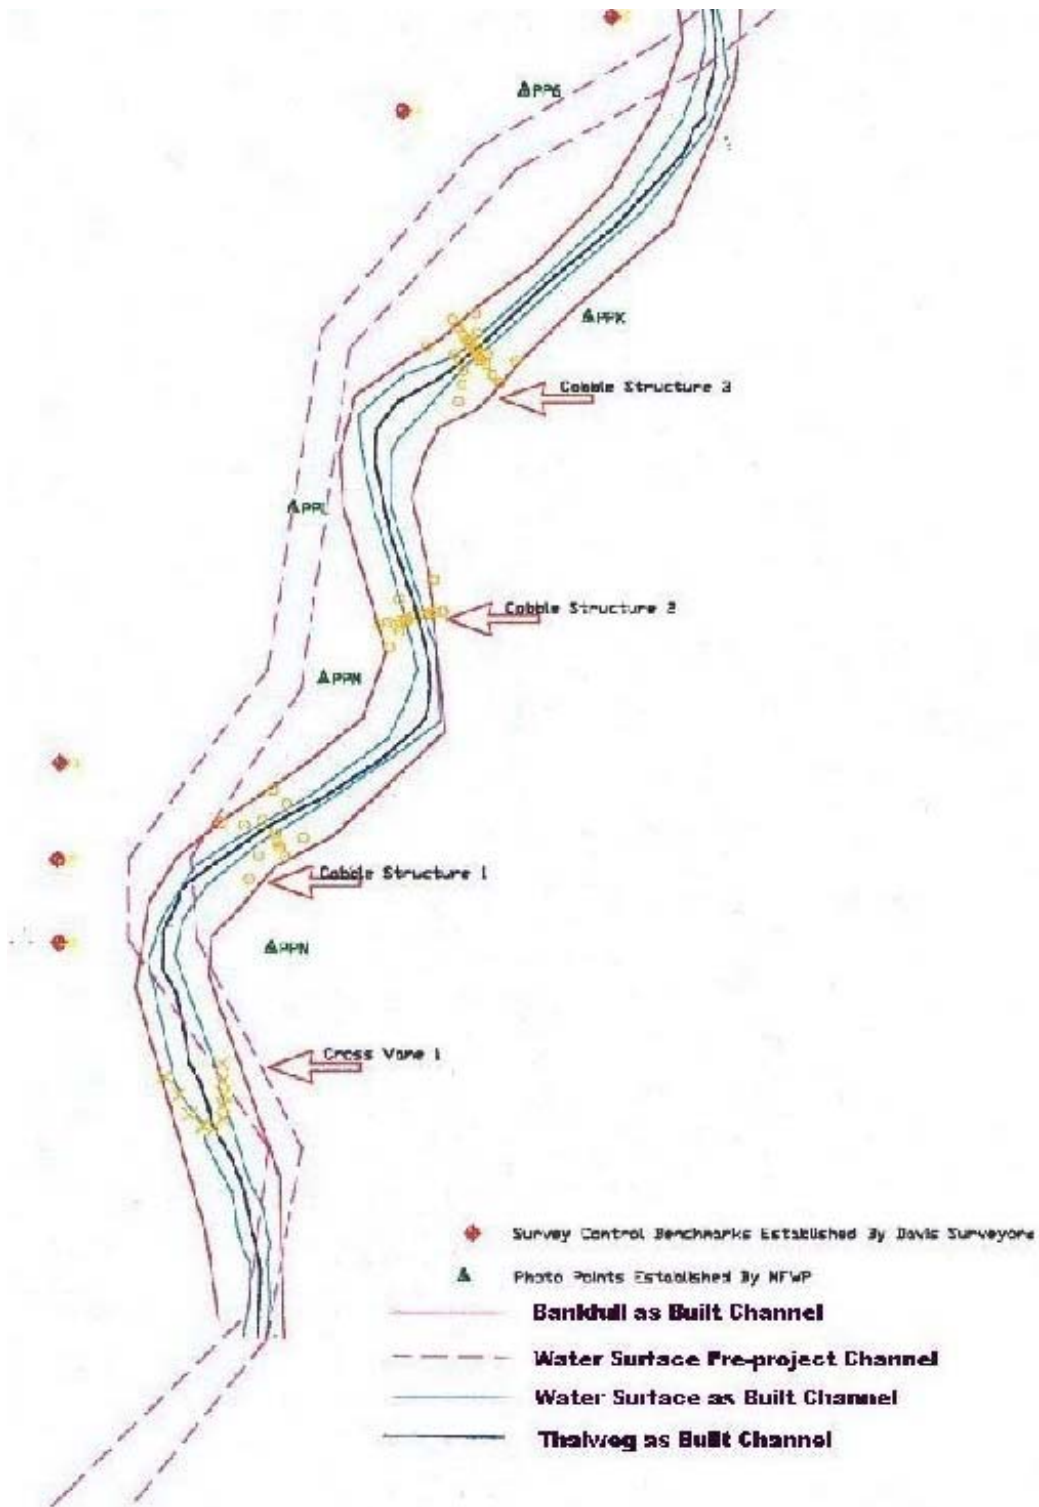 PPG
PPK
Cobble Structure 3
PPL
Cobble Structure 2
PPM
Cobble Structure 1
PPN
Cross Vane 1
Survey Control Benchmarks Established By Davis Surveyors
Photo Points Established By NFWP
Bankfull as Built Channel
Water Surface Pre-project Channel
Water Surface as Built Channel
Thalweg as Built Channel